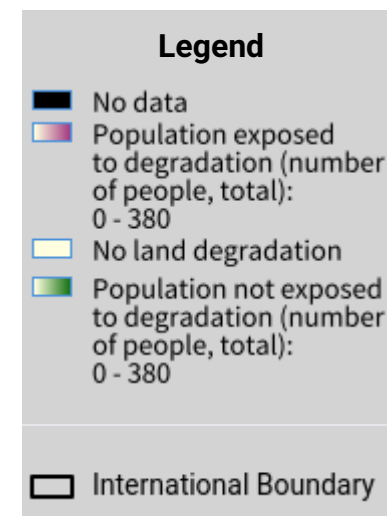 Legend
No data
Population exposed
to degradation (number
of people, total):
0 - 380
No land degradation
Population not exposed
to degradation (number
of people, total):
0 - 380
International Boundary